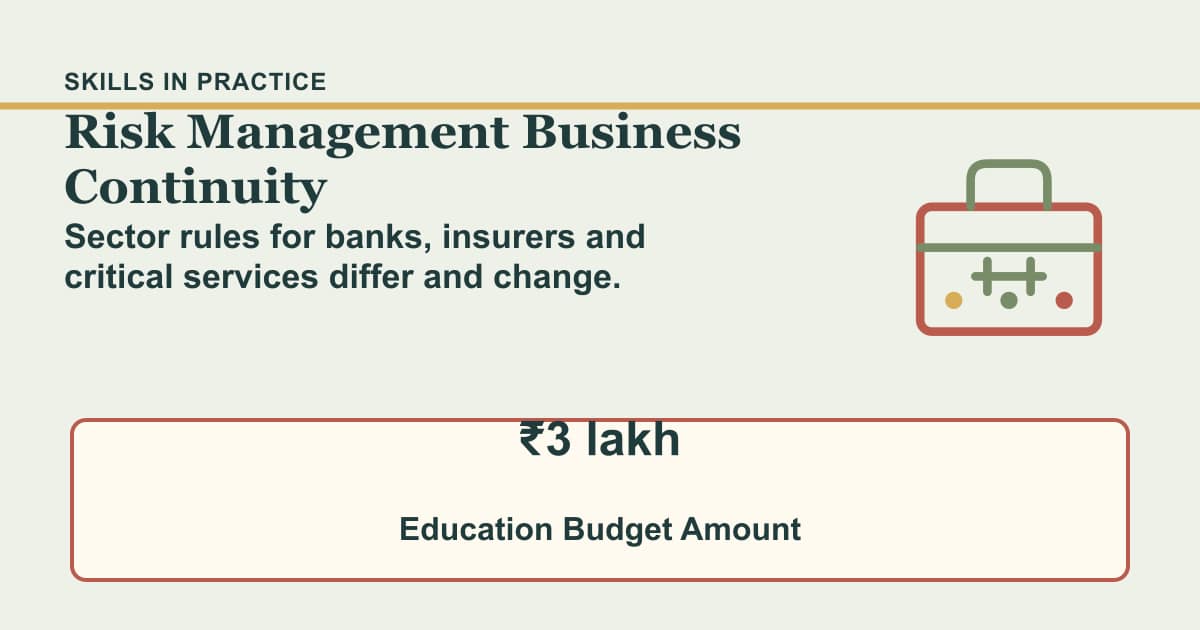 SKILLS IN PRACTICE
Risk Management Business
Continuity
Sector rules for banks, insurers and
critical services differ and change.
₹3 lakh
Education Budget Amount